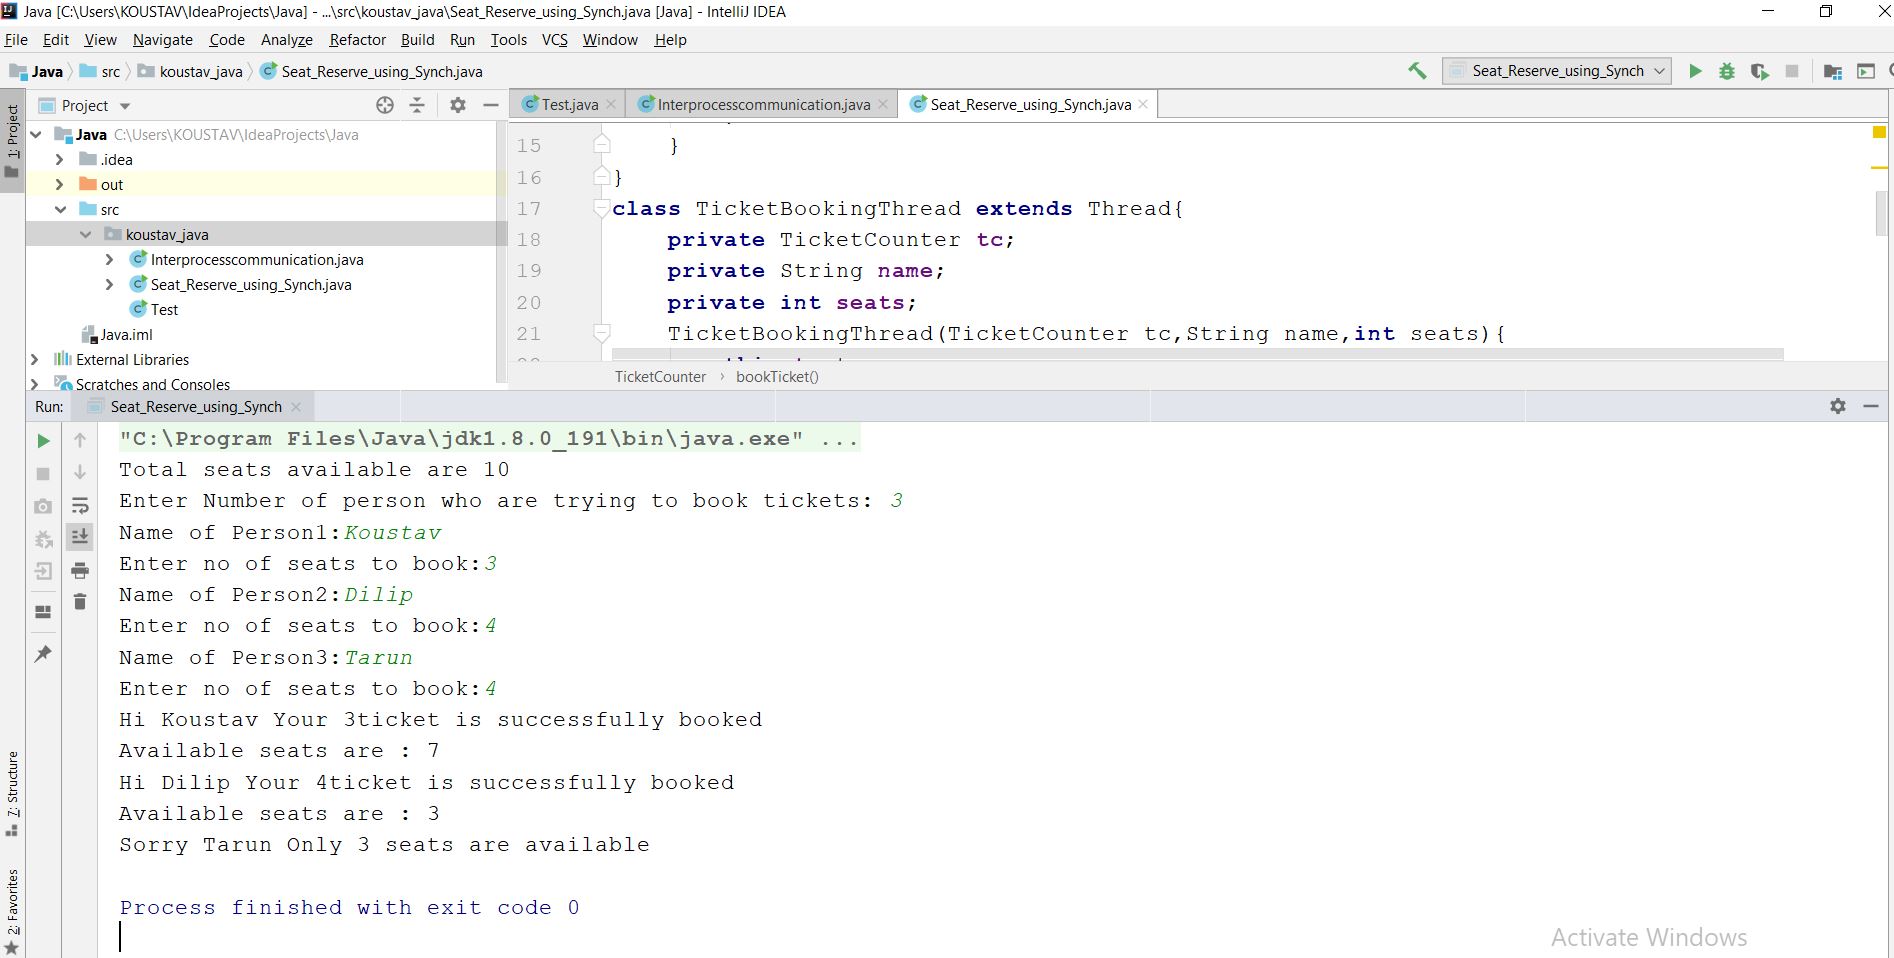 Java [C:\Users\KOUSTAV\IdeaProjects\Java] - ...\src\koustav_java\Seat_Reserve_using_Synch.java [Java] - IntelliJ IDEA
File Edit View Navigate Code Analyze Refactor Build Run Tools VCS Window Help
Java src koustav_java Seat_Reserve_using_Synch.java
Seat_Reserve_using_Synch
1: Project
Project
Java C:\Users\KOUSTAV\IdeaProjects\Java
.idea
out
src
koustav_java
Interprocesscommunication.java
Seat_Reserve_using_Synch.java
Test
Java.iml
External Libraries
Scratches and Consoles
Test.java Interprocesscommunication.java Seat_Reserve_using_Synch.java
15 }
16 }
17 class TicketBookingThread extends Thread{
18 private TicketCounter tc;
19 private String name;
20 private int seats;
21 TicketBookingThread(TicketCounter tc,String name,int seats){
TicketCounter › bookTicket()
Run: Seat_Reserve_using_Synch
"C:\Program Files\Java\jdk1.8.0_191\bin\java.exe" ...
Total seats available are 10
Enter Number of person who are trying to book tickets: 3
Name of Person1:Koustav
Enter no of seats to book:3
Name of Person2:Dilip
Enter no of seats to book:4
Name of Person3:Tarun
Enter no of seats to book:4
Hi Koustav Your 3ticket is successfully booked
Available seats are : 7
Hi Dilip Your 4ticket is successfully booked
Available seats are : 3
Sorry Tarun Only 3 seats are available
Process finished with exit code 0
7: Structure
2: Favorites
Activate Windows